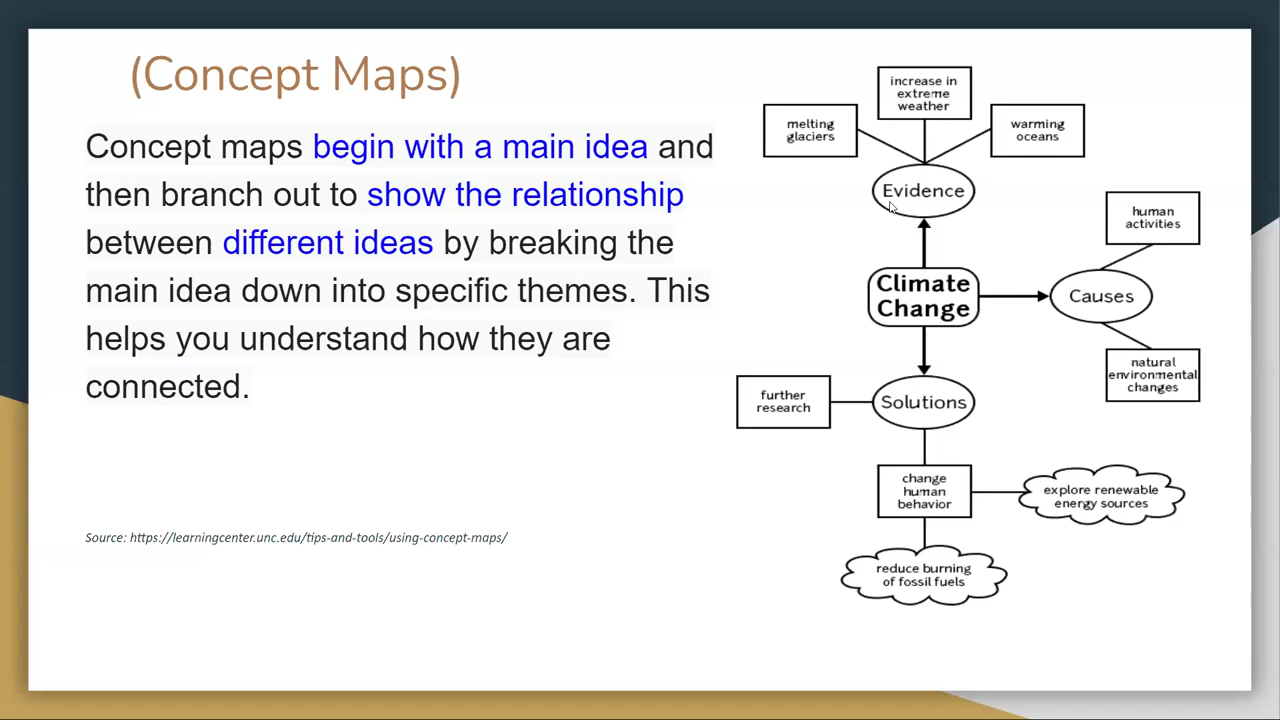 (Concept Maps)
Concept maps begin with a main idea and
then branch out to show the relationship
between different ideas by breaking the
main idea down into specific themes. This
helps you understand how they are
connected.
Source: https://learningcenter.unc.edu/tips-and-tools/using-concept-maps/
increase in
extreme
weather
melting
glaciers
warming
oceans
Evidence
human
activities
Climate
Change
Causes
natural
environmental
changes
further
research
Solutions
change
human
behavior
explore renewable
energy sources
reduce burning
of fossil fuels